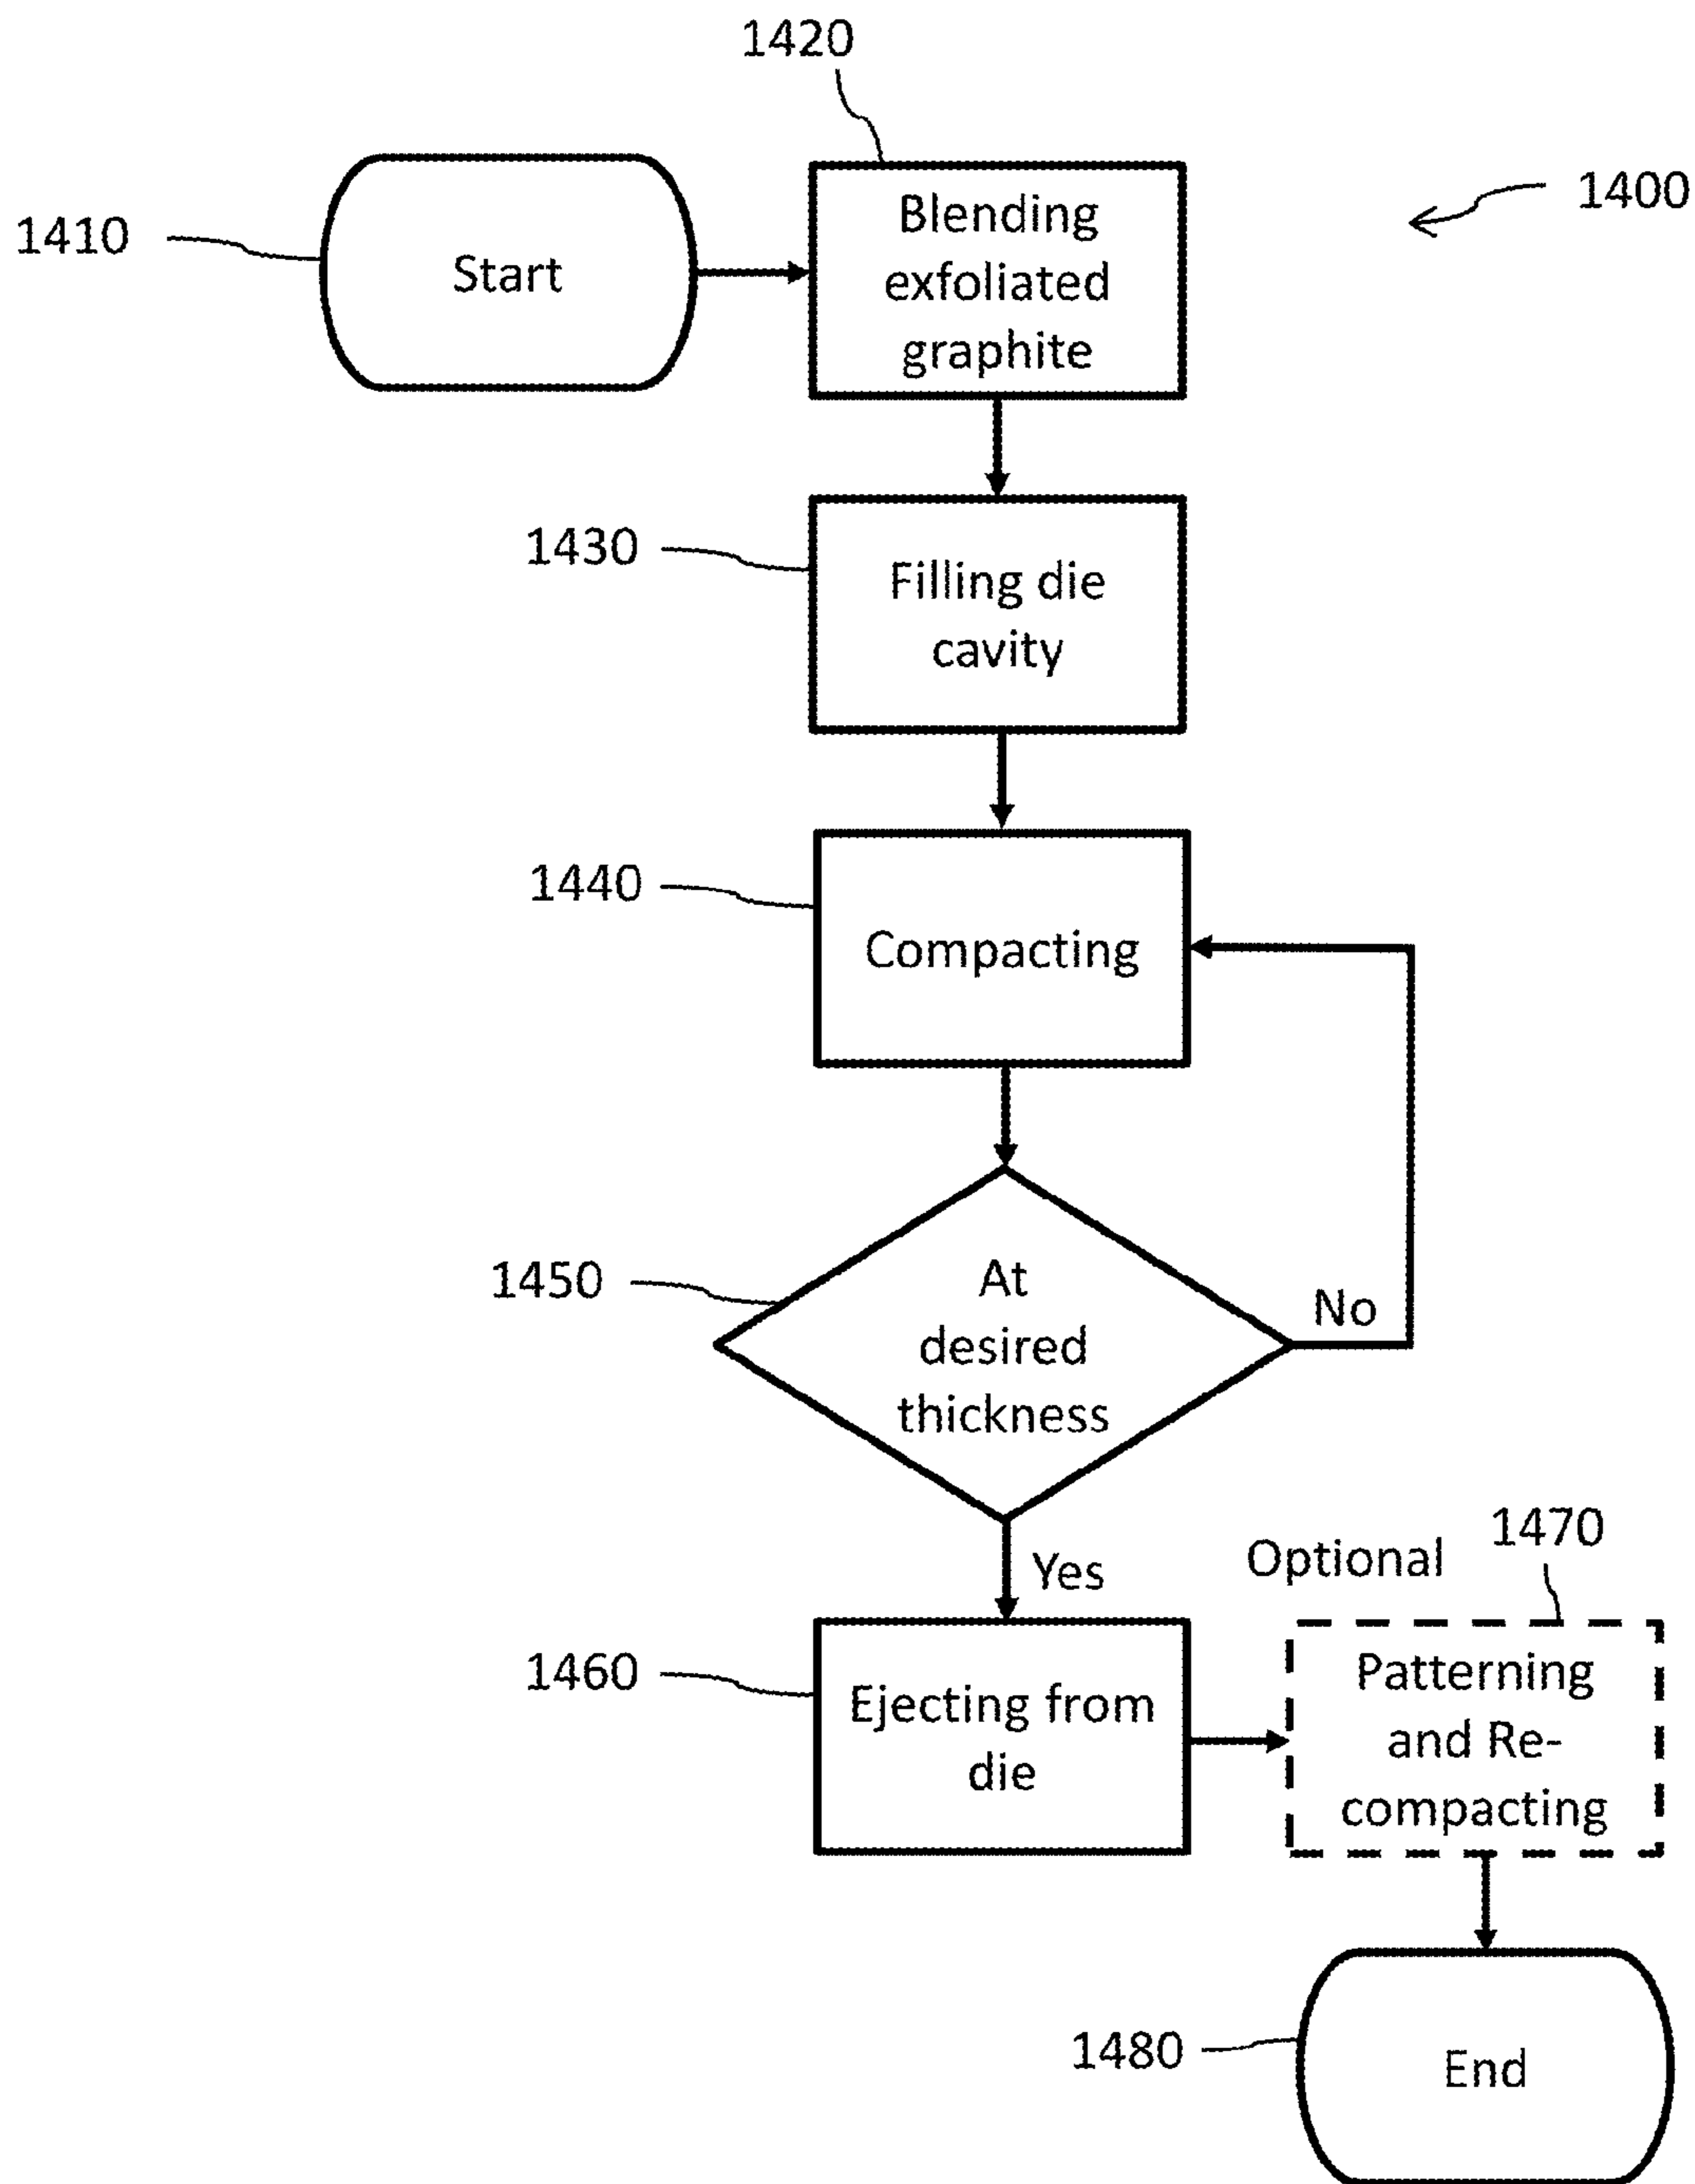 1420
1400
1410
Start
Blending
exfoliated
graphite
1430
Filling die
cavity
1440
Compacting
1450
At
desired
thickness
No
Yes
Optional
1470
1460
Ejecting from
die
Patterning
and Re-
compacting
1480
End